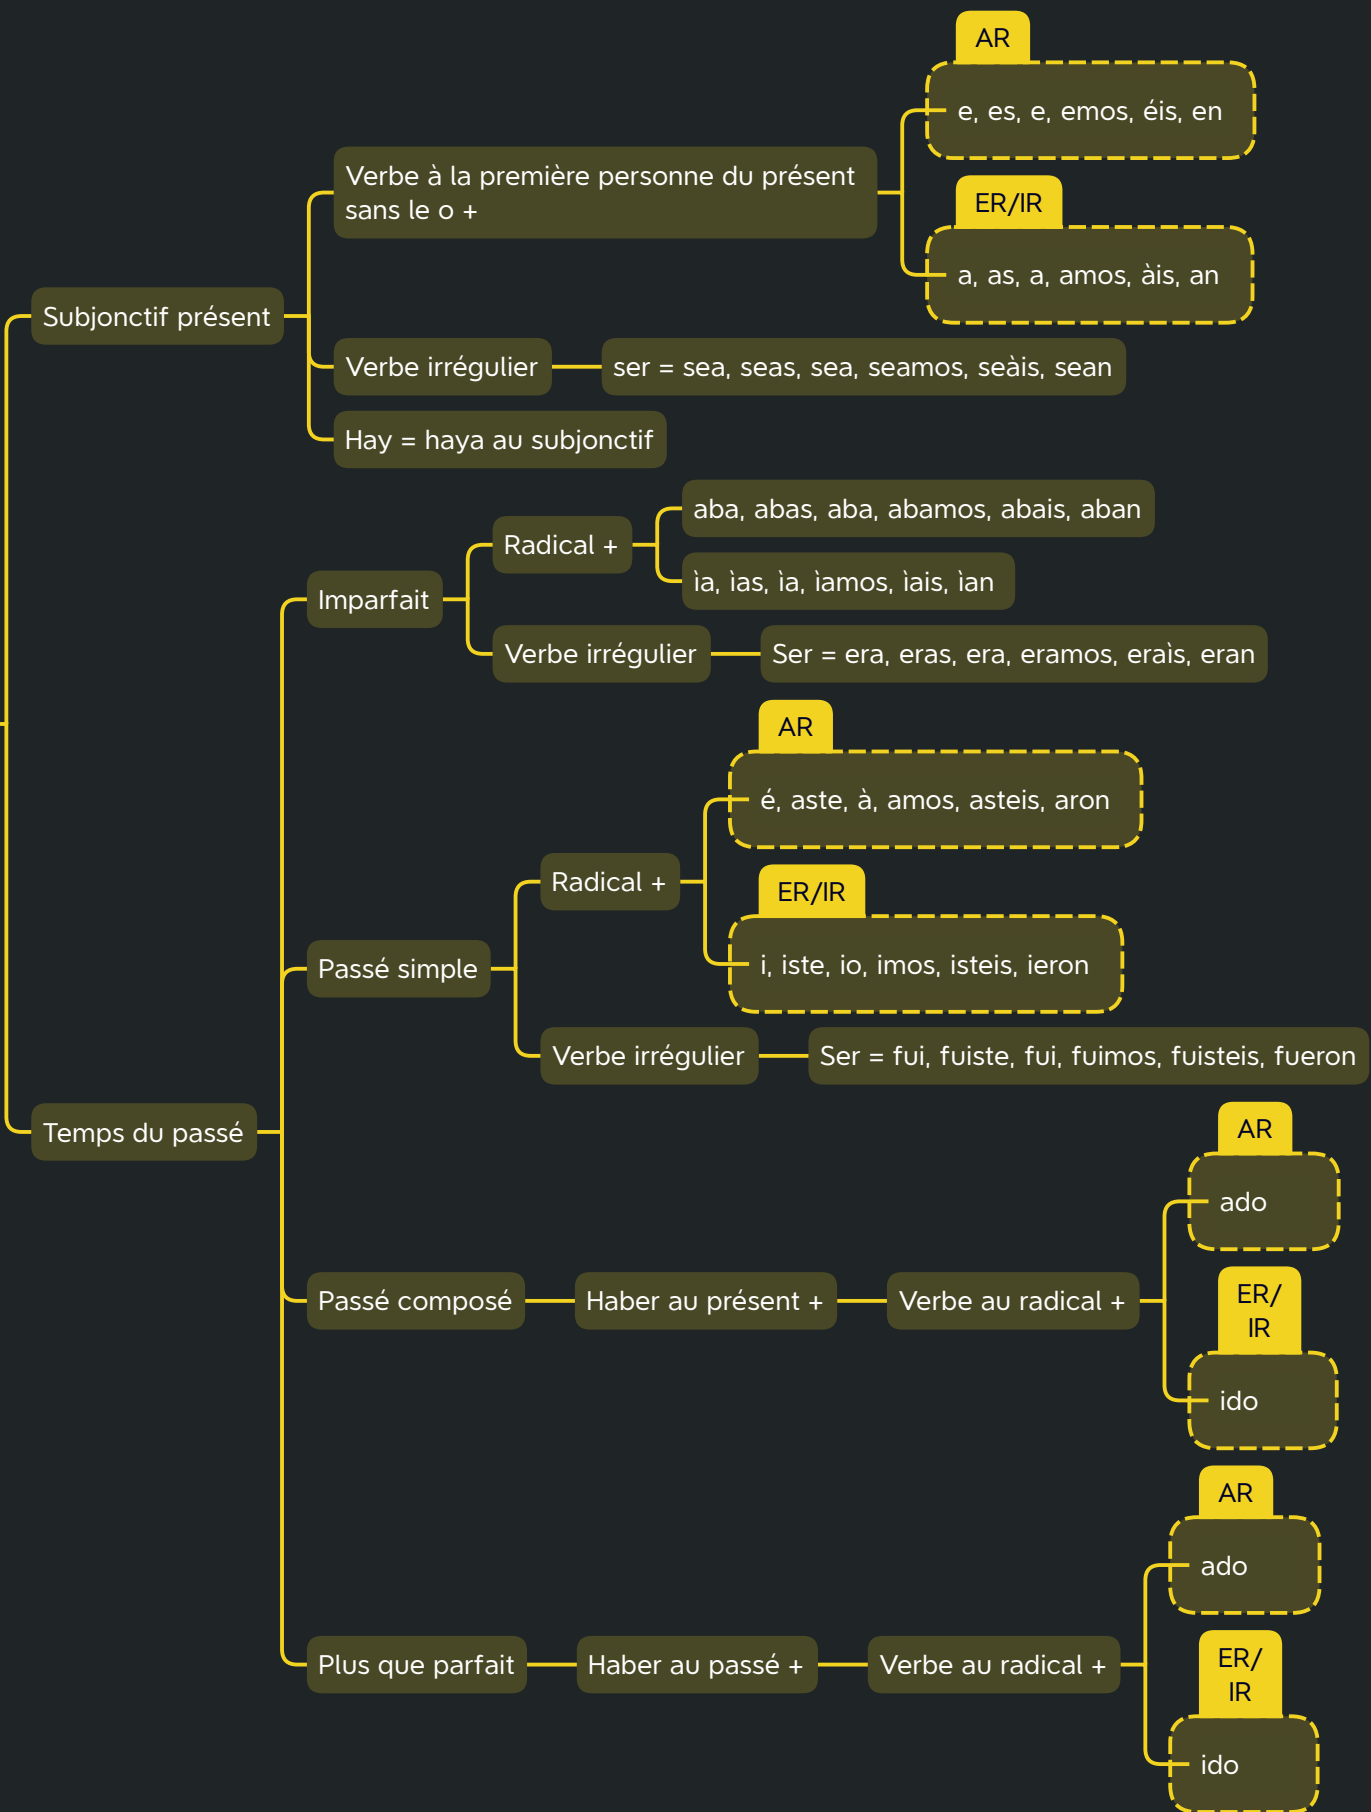 AR
e, es, e, emos, éis, en
Verbe à la première personne du présent
sans le o +
ER/IR
a, as, a, amos, àis, an
Subjonctif présent
Verbe irrégulier
ser = sea, seas, sea, seamos, seàis, sean
Hay = haya au subjonctif
aba, abas, aba, abamos, abais, aban
Radical +
ìa, ìas, ìa, ìamos, ìais, ìan
Imparfait
Verbe irrégulier
Ser = era, eras, era, eramos, eraìs, eran
AR
é, aste, à, amos, asteis, aron
Radical +
ER/IR
i, iste, io, imos, isteis, ieron
Passé simple
Verbe irrégulier
Ser = fui, fuiste, fui, fuimos, fuisteis, fueron
Temps du passé
AR
ado
Passé composé
Haber au présent +
Verbe au radical +
ER/
IR
ido
AR
ado
Plus que parfait
Haber au passé +
Verbe au radical +
ER/
IR
ido